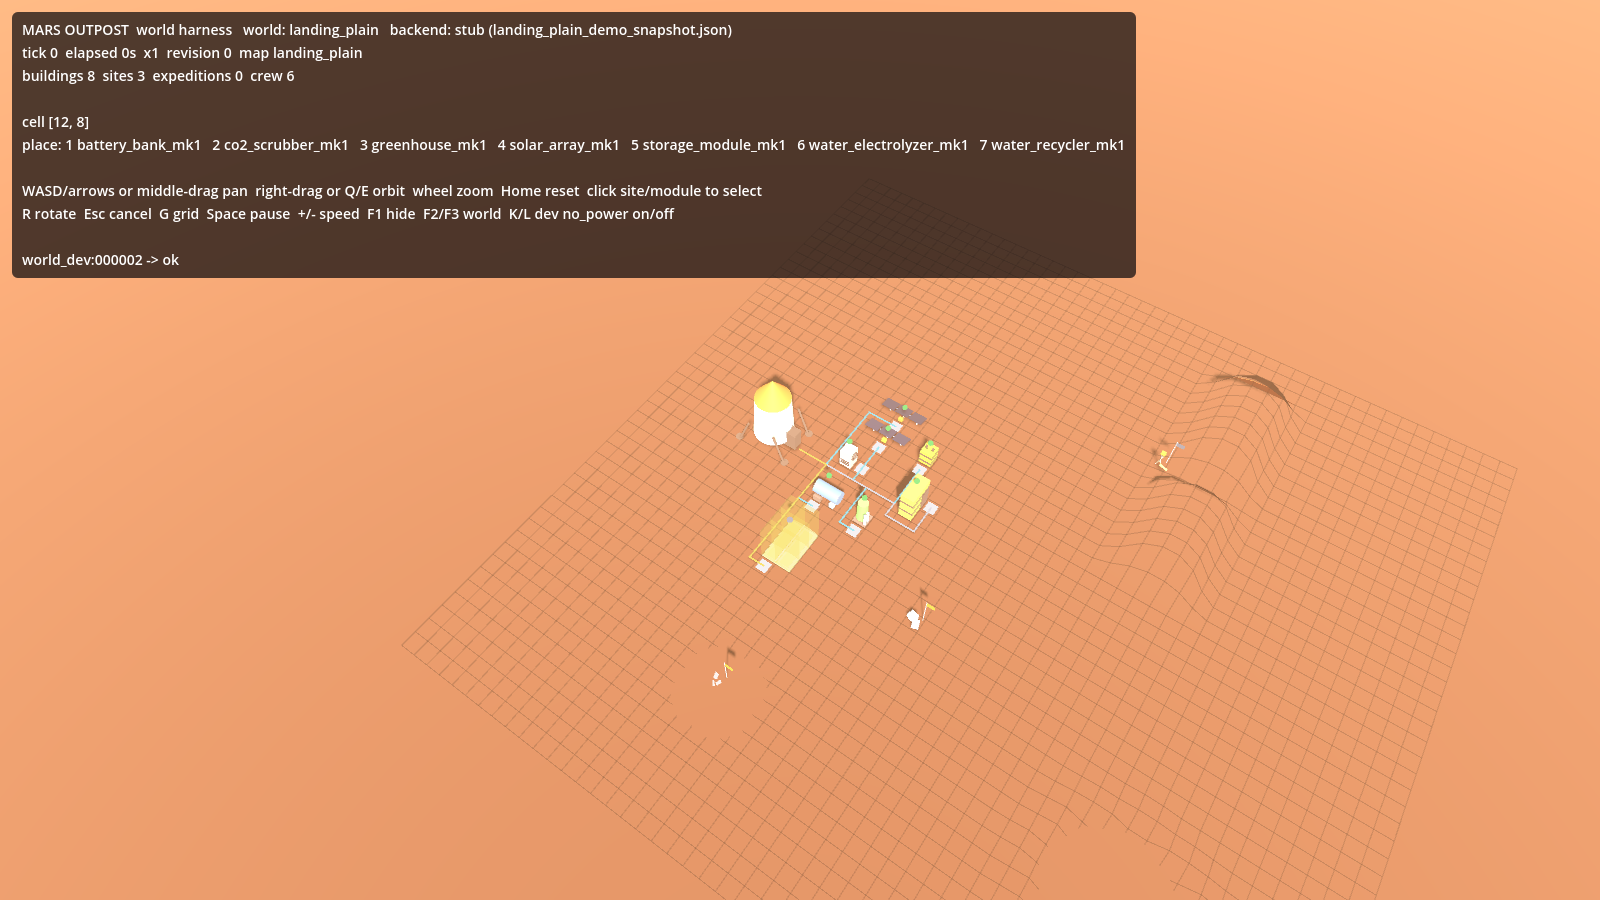 MARS OUTPOST  world harness   world: landing_plain   backend: stub (landing_plain_demo_snapshot.json)
tick 0  elapsed 0s  x1  revision 0  map landing_plain
buildings 8  sites 3  expeditions 0  crew 6
cell [12, 8]
place: 1 battery_bank_mk1   2 co2_scrubber_mk1   3 greenhouse_mk1   4 solar_array_mk1   5 storage_module_mk1   6 water_electrolyzer_mk1   7 water_recycler_mk1
WASD/arrows or middle-drag pan  right-drag or Q/E orbit  wheel zoom  Home reset  click site/module to select
R rotate  Esc cancel  G grid  Space pause  +/- speed  F1 hide  F2/F3 world  K/L dev no_power on/off
world_dev:000002 -> ok